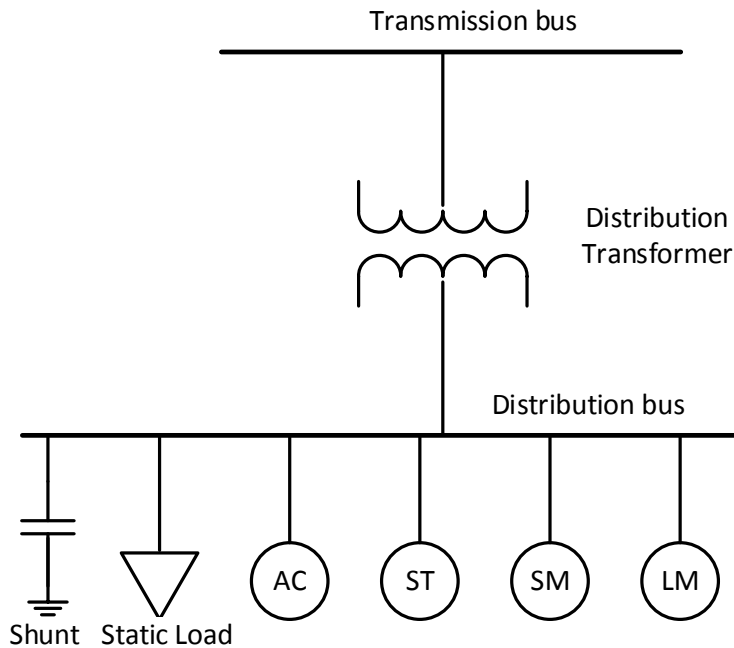 Transmission bus
Distribution
Transformer
Distribution bus
AC
ST
SM
LM
Shunt
Static Load